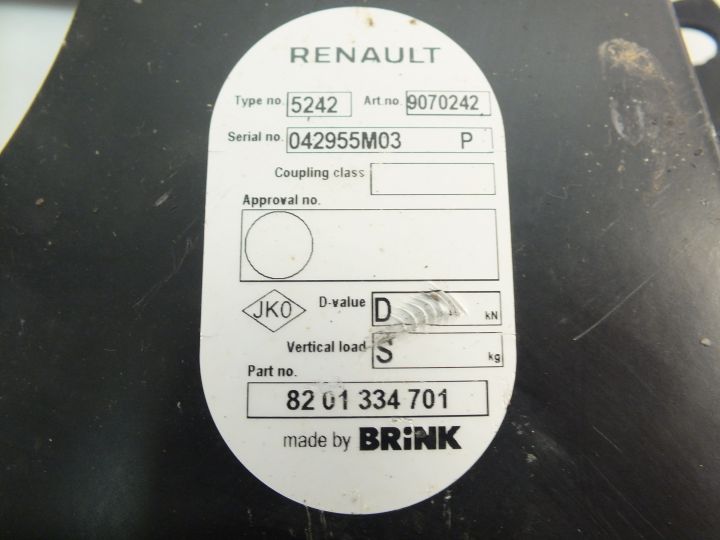 RENAULT
Type no. 5242 Art.no. 9070242
Serial no. 042955M03 P
Coupling class
Approval no.
JKO D-value D kN
Vertical load S kg
Part no.
82 01 334 701
made by BRiNK